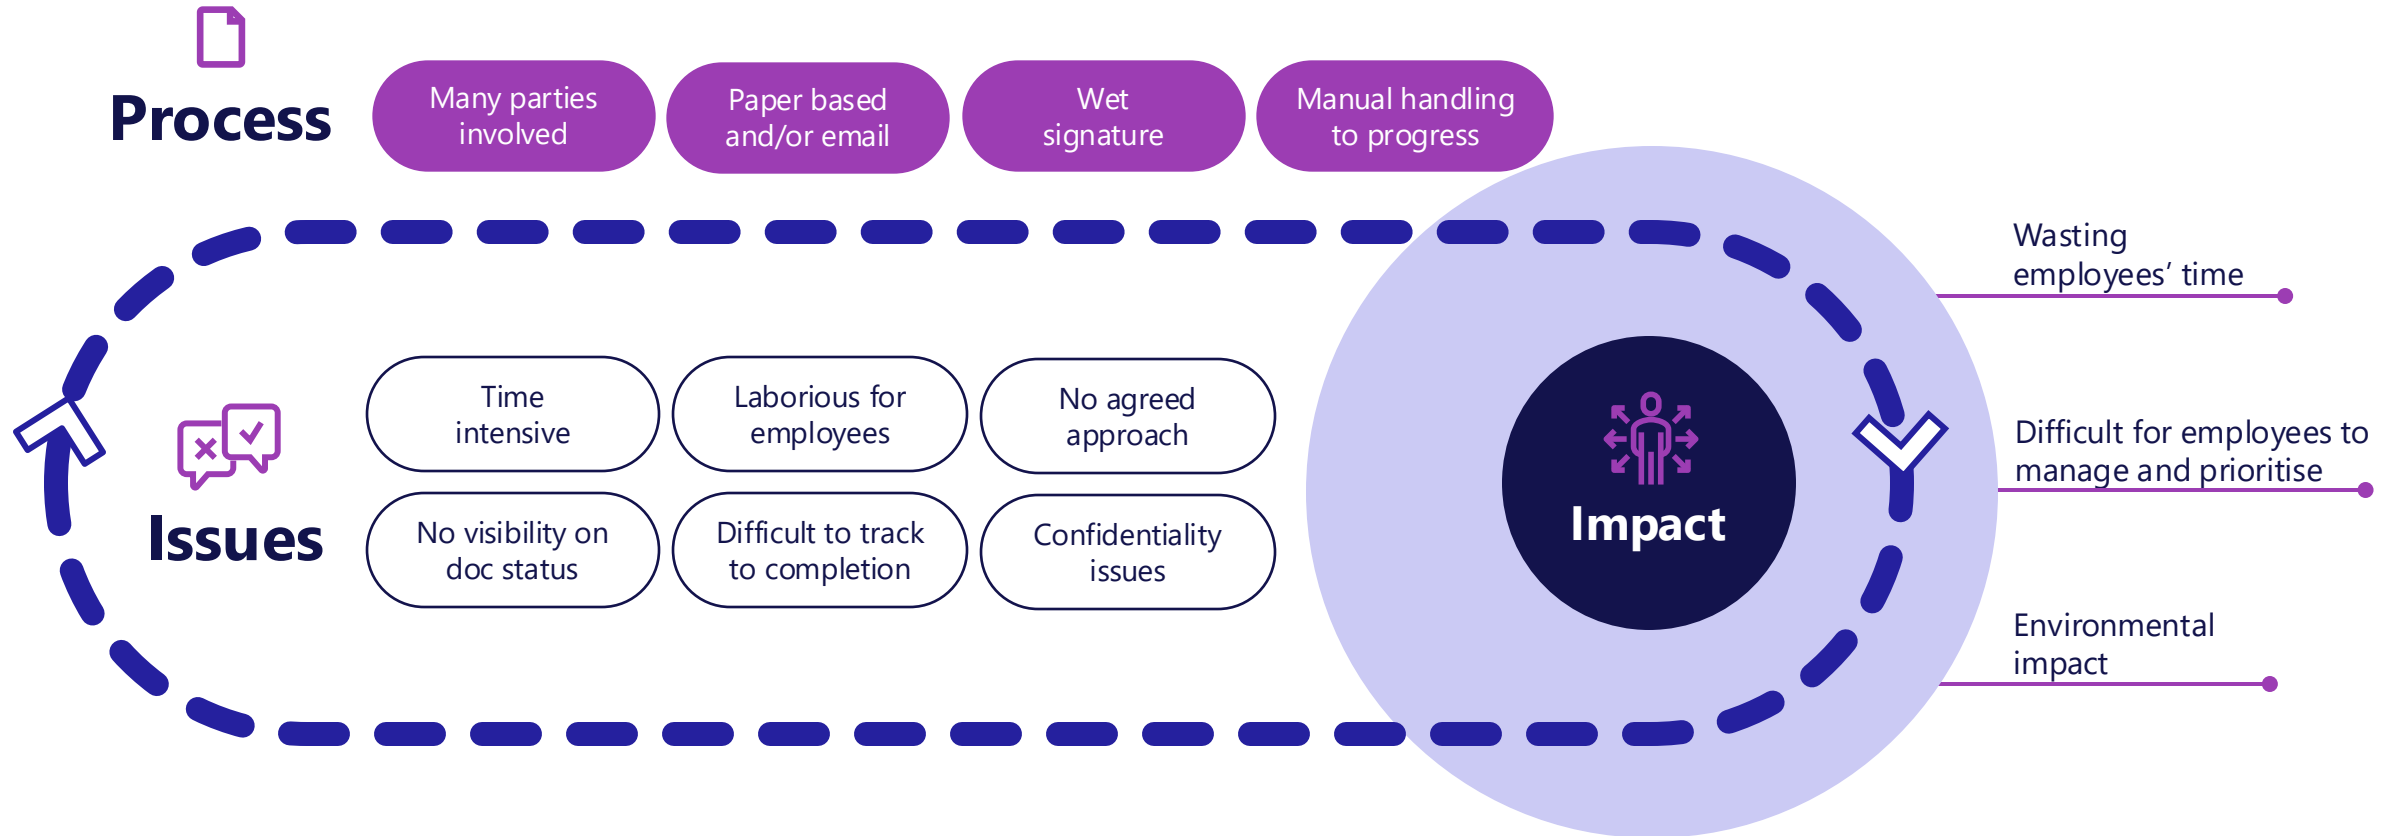 Process
Many parties
involved
Paper based
and/or email
Wet
signature
Manual handling
to progress
Issues
Time
intensive
Laborious for
employees
No agreed
approach
No visibility on
doc status
Difficult to track
to completion
Confidentiality
issues
Impact
Wasting
employees’ time
Difficult for employees to
manage and prioritise
Environmental
impact